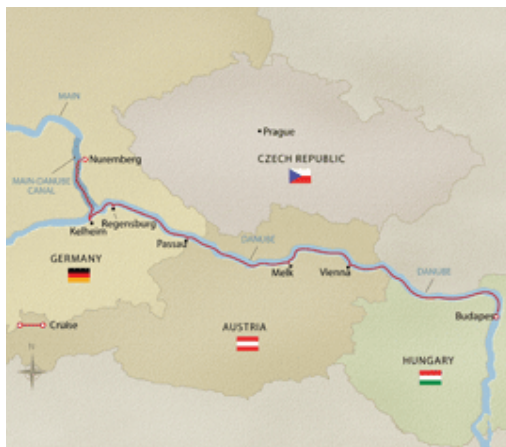 MAIN
Prague
Nuremberg
CZECH REPUBLIC
MAIN-DANUBE
CANAL
Regensburg
Kelheim
Passau
DANUBE
GERMANY
Melk
Vienna
DANUBE
Budapes
Cruise
AUSTRIA
N
HUNGARY